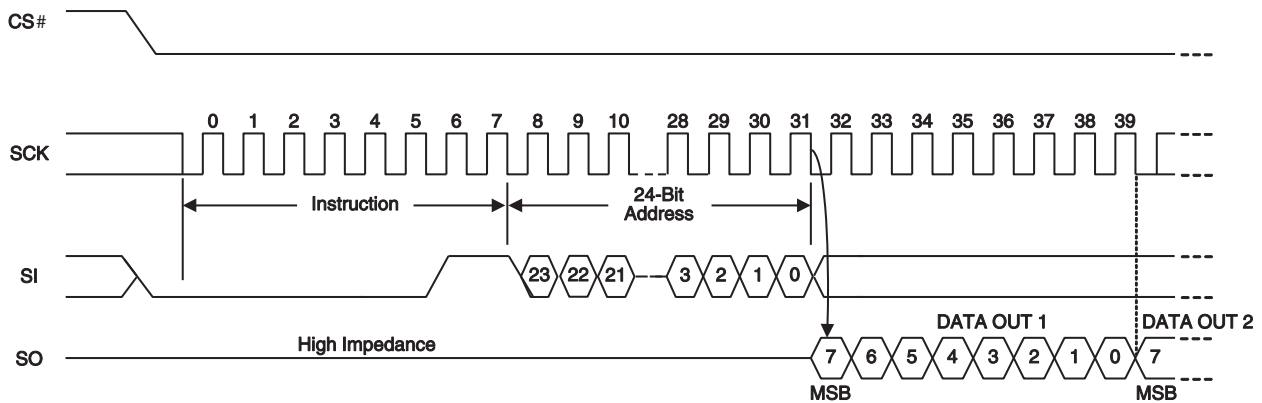 CS#
0 1 2 3 4 5 6 7 8 9 10 28 29 30 31 32 33 34 35 36 37 38 39
SCK
Instruction
24-Bit
Address
SI
23 22 21 3 2 1 0
DATA OUT 1
DATA OUT 2
High Impedance
SO
7 6 5 4 3 2 1 0 7
MSB
MSB